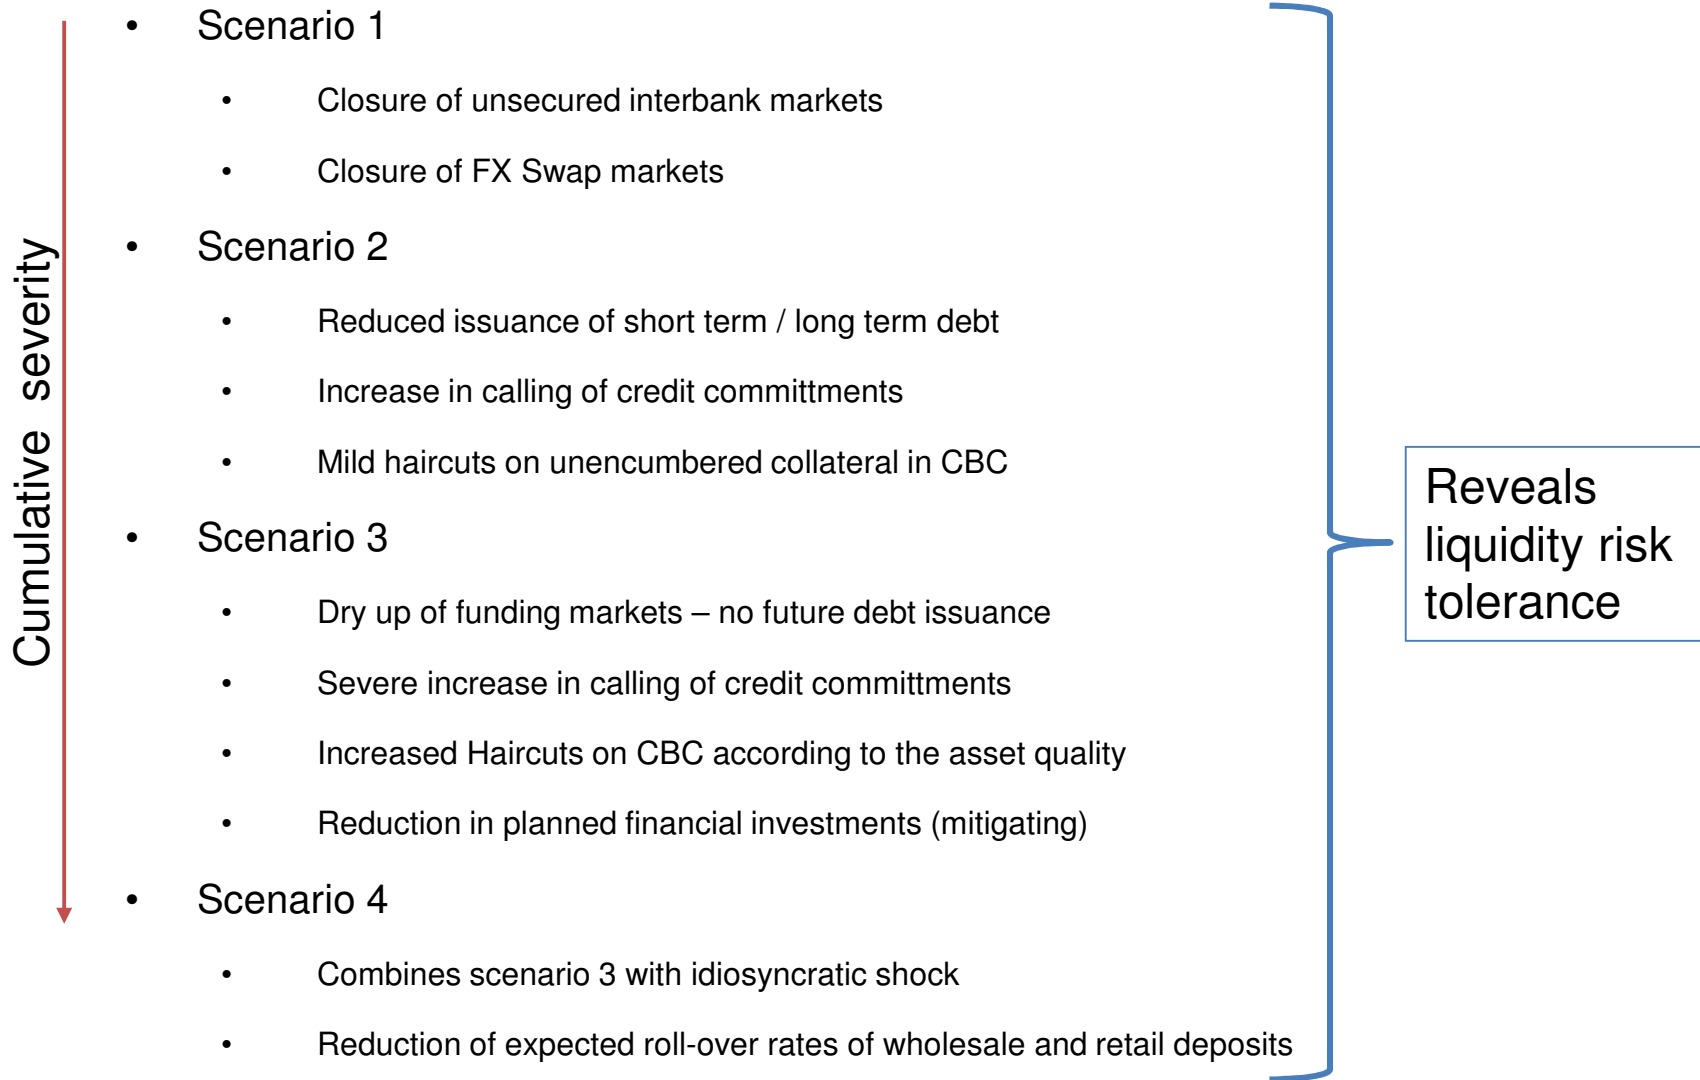 Cumulative severity
• Scenario 1
• Closure of unsecured interbank markets
• Closure of FX Swap markets
• Scenario 2
• Reduced issuance of short term / long term debt
• Increase in calling of credit committments
• Mild haircuts on unencumbered collateral in CBC
• Scenario 3
• Dry up of funding markets – no future debt issuance
• Severe increase in calling of credit committments
• Increased Haircuts on CBC according to the asset quality
• Reduction in planned financial investments (mitigating)
• Scenario 4
• Combines scenario 3 with idiosyncratic shock
• Reduction of expected roll-over rates of wholesale and retail deposits
Reveals
liquidity risk
tolerance